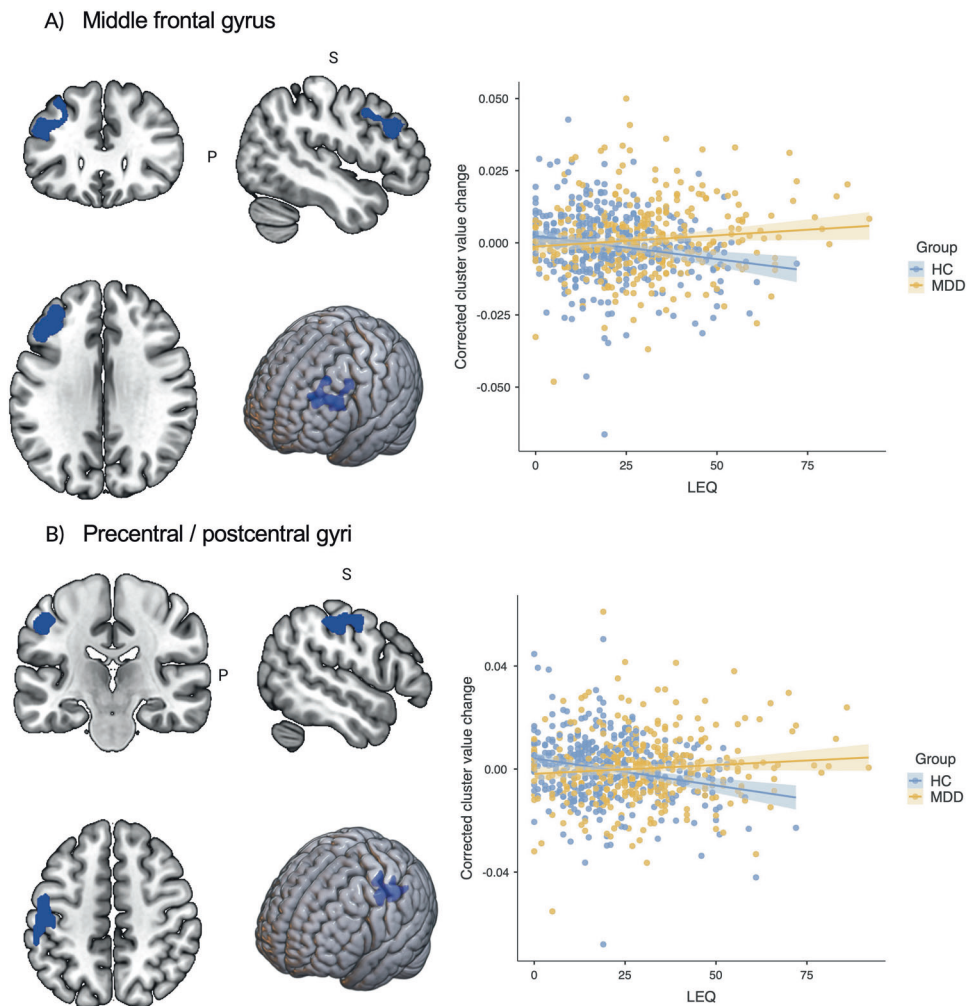 A) Middle frontal gyrus
S
P
Corrected cluster value change
0.050
0.025
0.000
-0.025
-0.050
0
25
50
75
LEQ
Group
HC
MDD
B) Precentral / postcentral gyri
S
P
Corrected cluster value change
0.04
0.00
-0.04
0
25
50
75
LEQ
Group
HC
MDD